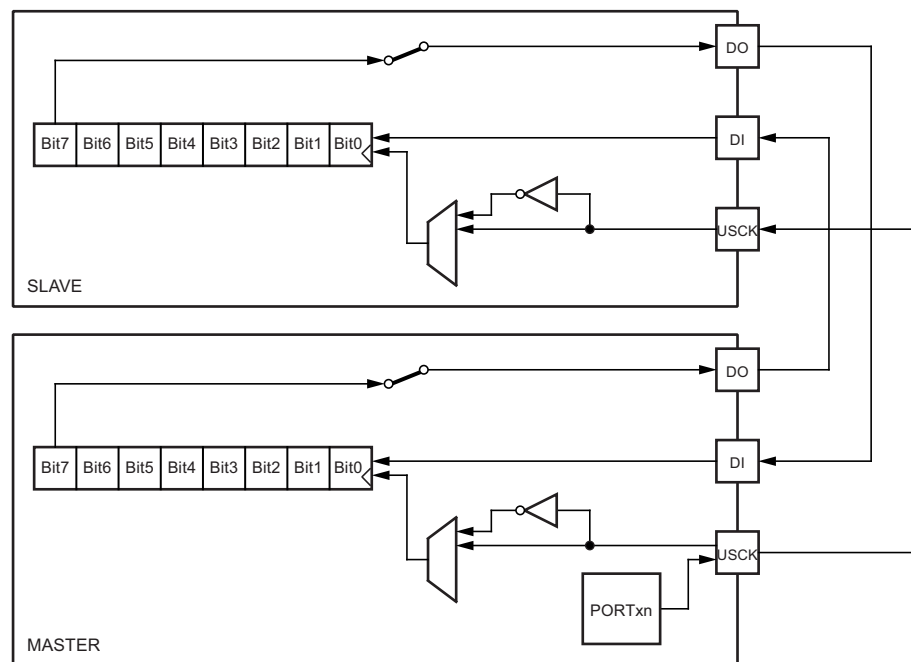 DO
Bit7 Bit6 Bit5 Bit4 Bit3 Bit2 Bit1 Bit0
DI
USCK
SLAVE
DO
Bit7 Bit6 Bit5 Bit4 Bit3 Bit2 Bit1 Bit0
DI
USCK
PORTxn
MASTER